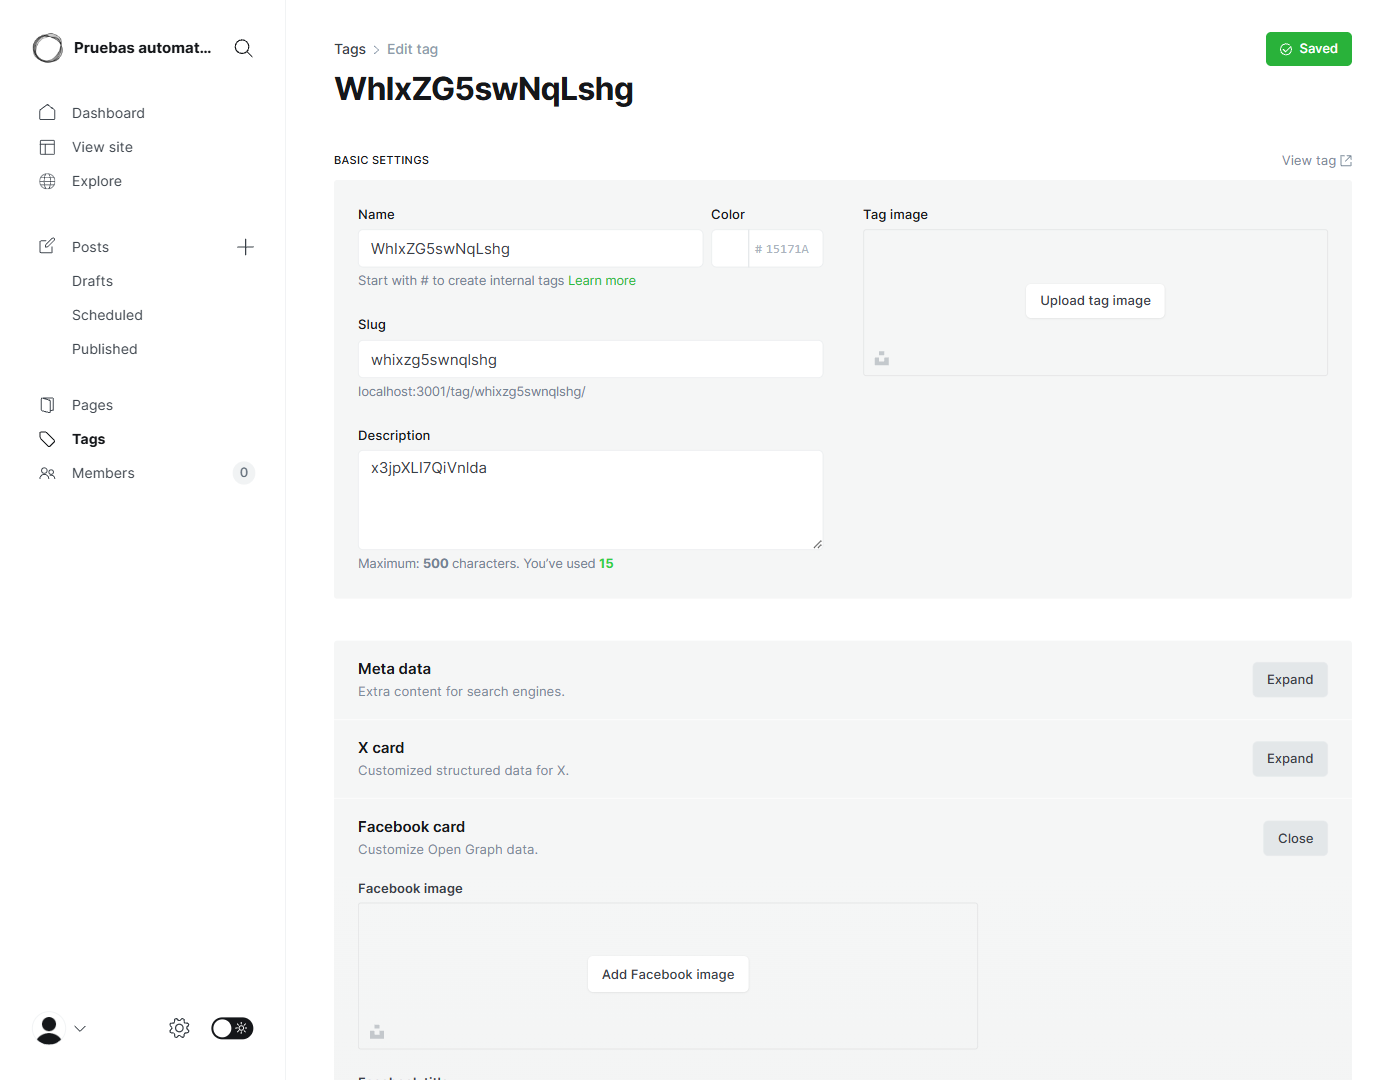 Pruebas automat...
Dashboard
View site
Explore
Posts
Drafts
Scheduled
Published
Pages
Tags
Members 0
Tags > Edit tag
Saved
WhIxZG5swNqLshg
BASIC SETTINGS
View tag
Name
WhIxZG5swNqLshg
Start with # to create internal tags Learn more
Color
# 15171A
Slug
whixzg5swnqlshg
localhost:3001/tag/whixzg5swnqlshg/
Description
x3jpXLI7QiVnlda
Maximum: 500 characters. You’ve used 15
Tag image
Upload tag image
Meta data
Extra content for search engines.
Expand
X card
Customized structured data for X.
Expand
Facebook card
Customize Open Graph data.
Close
Facebook image
Add Facebook image